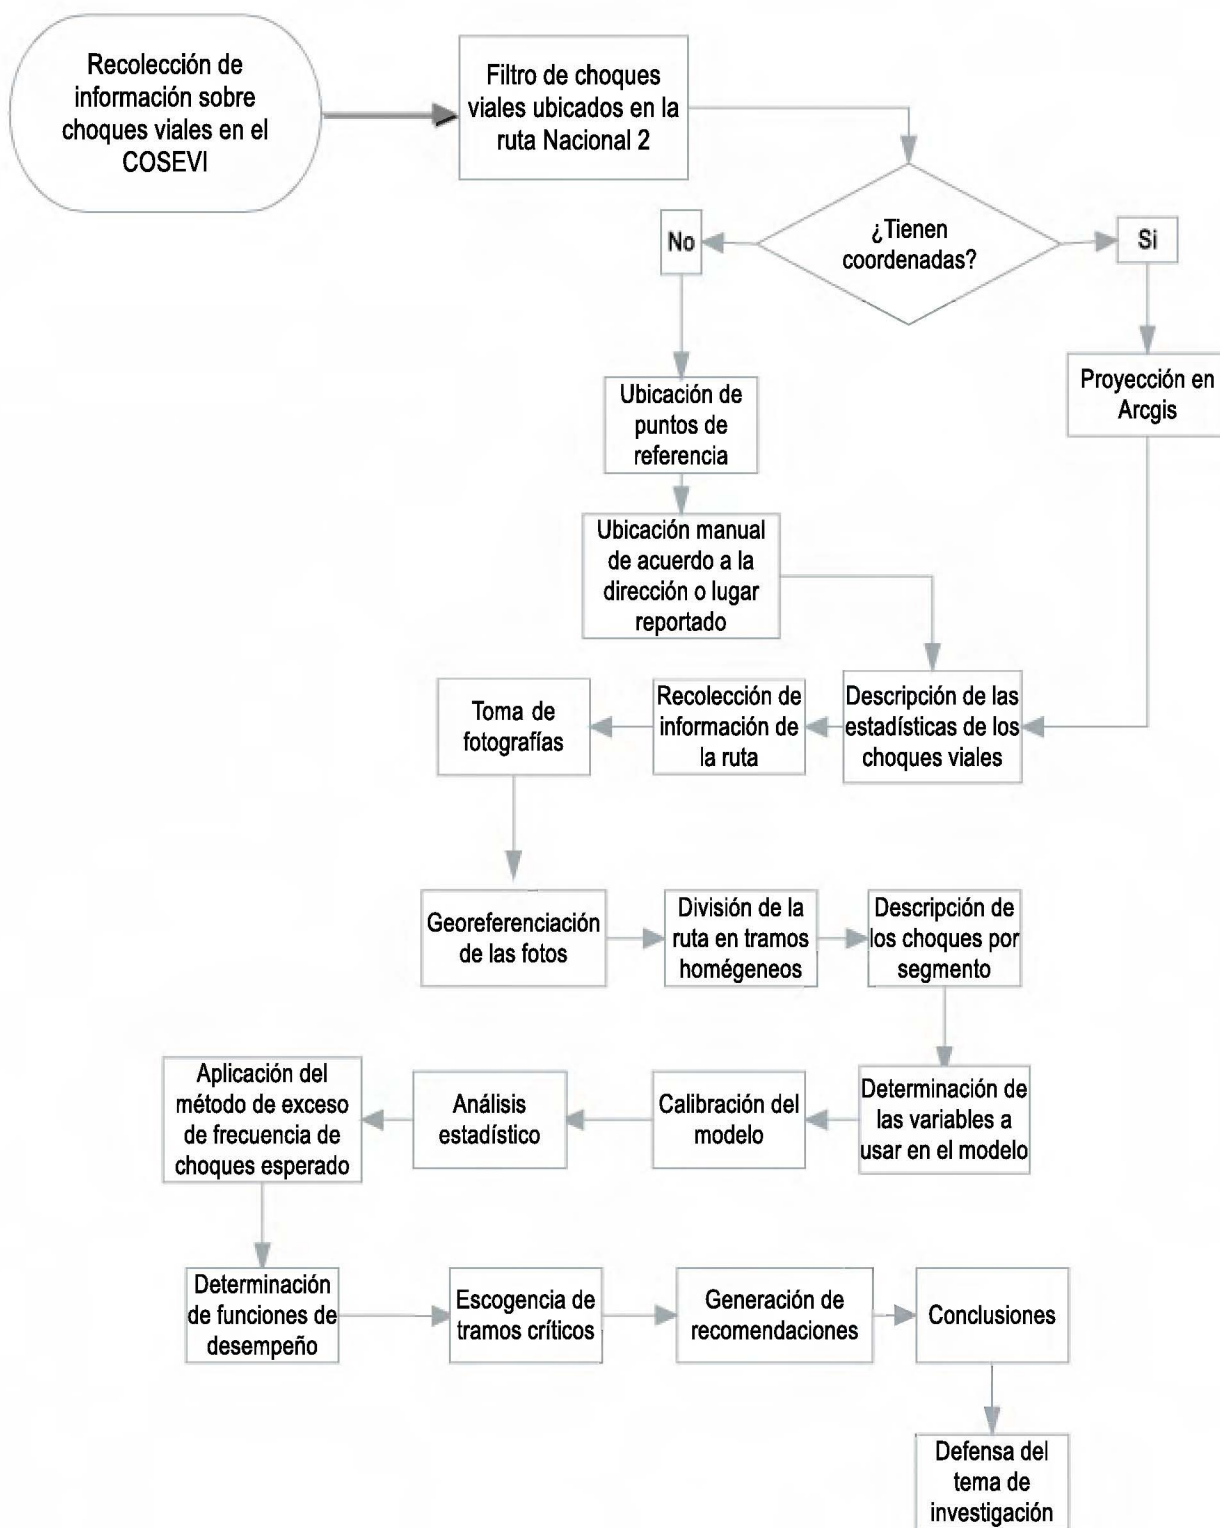 Recolección de
información sobre
choques viales en el
COSEVI
Filtro de choques
viales ubicados en la
ruta Nacional 2
¿Tienen
coordenadas?
No
Si
Ubicación de
puntos de
referencia
Proyección en
Arcgis
Ubicación manual
de acuerdo a la
dirección o lugar
reportado
Descripción de las
estadísticas de los
choques viales
Recolección de
información de
la ruta
Toma de
fotografías
Georeferenciación
de las fotos
División de la
ruta en tramos
homégeneos
Descripción de
los choques por
segmento
Determinación de
las variables a
usar en el modelo
Calibración del
modelo
Análisis
estadístico
Aplicación del
método de exceso
de frecuencia de
choques esperado
Determinación
de funciones de
desempeño
Escogencia de
tramos críticos
Generación de
recomendaciones
Conclusiones
Defensa del
tema de
investigación